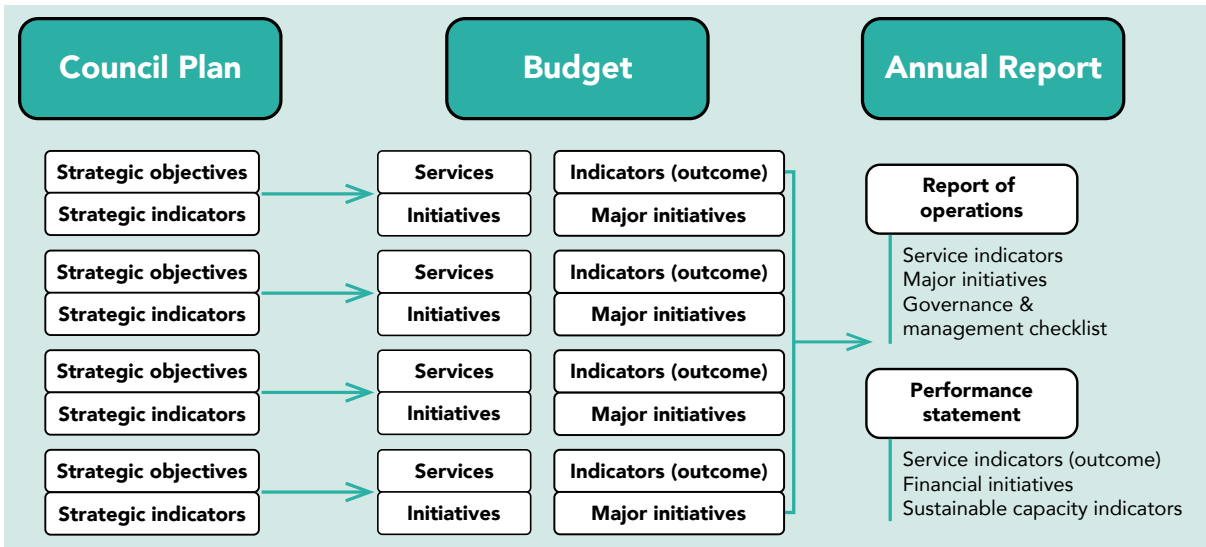 Council Plan
Budget
Annual Report
Strategic objectives
Strategic indicators
Services
Initiatives
Indicators (outcome)
Major initiatives
Strategic objectives
Strategic indicators
Services
Initiatives
Indicators (outcome)
Major initiatives
Strategic objectives
Strategic indicators
Services
Initiatives
Indicators (outcome)
Major initiatives
Strategic objectives
Strategic indicators
Services
Initiatives
Indicators (outcome)
Major initiatives
Report of
operations
Service indicators
Major initiatives
Governance &
management checklist
Performance
statement
Service indicators (outcome)
Financial initiatives
Sustainable capacity indicators